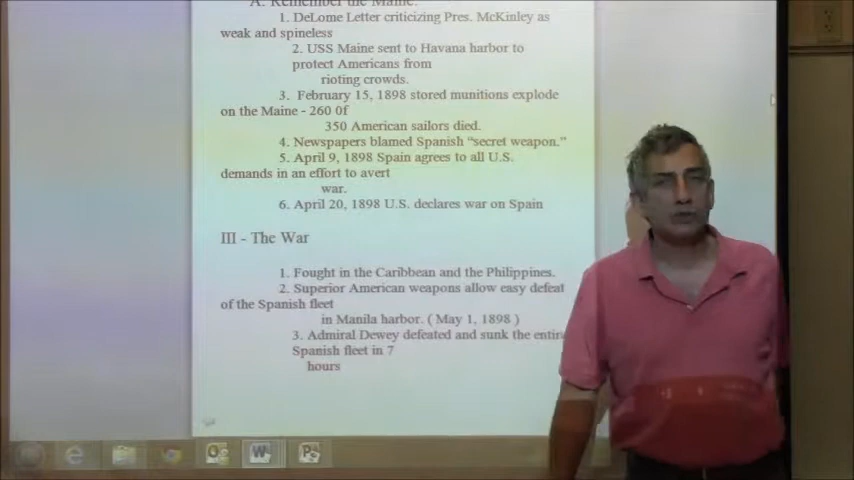 A. Remember the Maine:
1. DeLome Letter criticizing Pres. McKinley as
weak and spineless
2. USS Maine sent to Havana harbor to
protect Americans from
rioting crowds.
3. February 15, 1898 stored munitions explode
on the Maine - 260 0f
350 American sailors died.
4. Newspapers blamed Spanish “secret weapon.”
5. April 9, 1898 Spain agrees to all U.S.
demands in an effort to avert
war.
6. April 20, 1898 U.S. declares war on Spain
III - The War
1. Fought in the Caribbean and the Philippines.
2. Superior American weapons allow easy defeat
of the Spanish fleet
in Manila harbor. ( May 1, 1898 )
3. Admiral Dewey defeated and sunk the entir
Spanish fleet in 7
hours